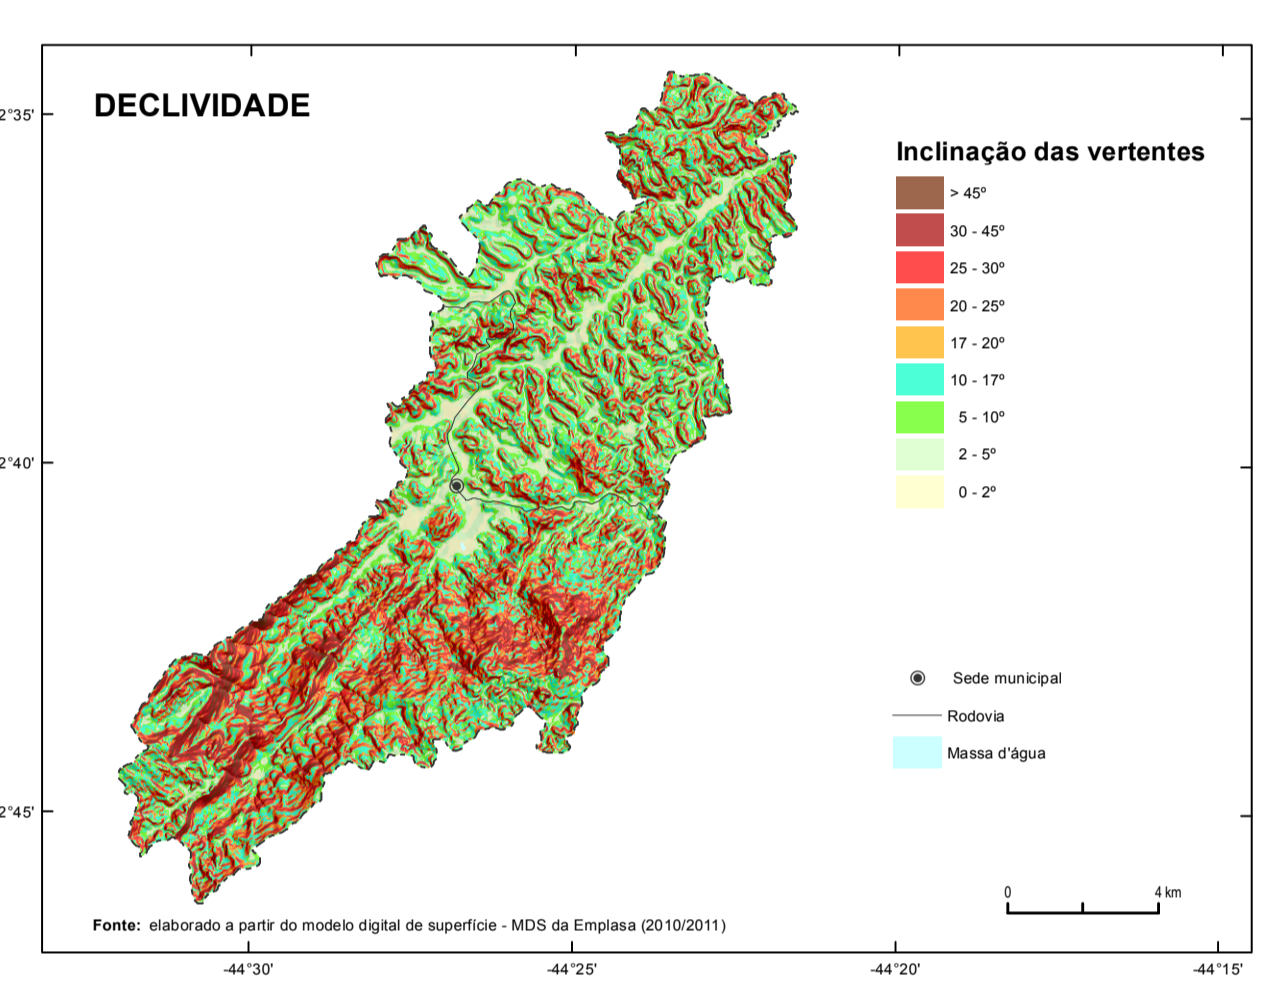 DECLIVIDADE
2°35'
Inclinação das vertentes
> 45º
30 - 45º
25 - 30º
20 - 25º
17 - 20º
10 - 17º
5 - 10º
2 - 5º
0 - 2º
2°40'
Sede municipal
Rodovia
Massa d'água
2°45'
0 4 km
Fonte: elaborado a partir do modelo digital de superfície - MDS da Emplasa (2010/2011)
-44°30' -44°25' -44°20' -44°15'